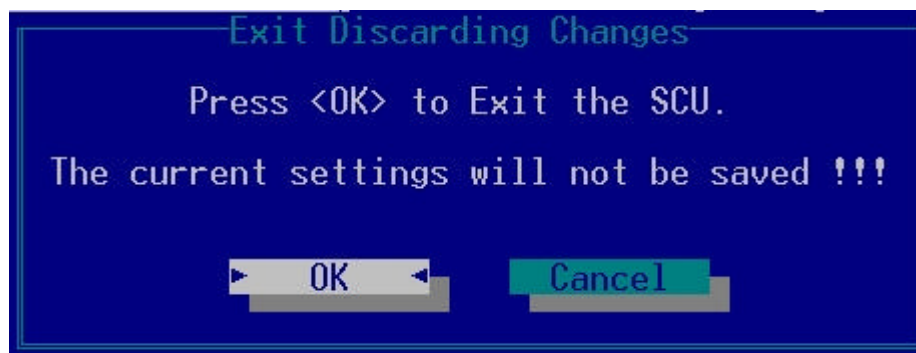 Exit Discarding Changes
Press <OK> to Exit the SCU.
The current settings will not be saved !!!
OK Cancel